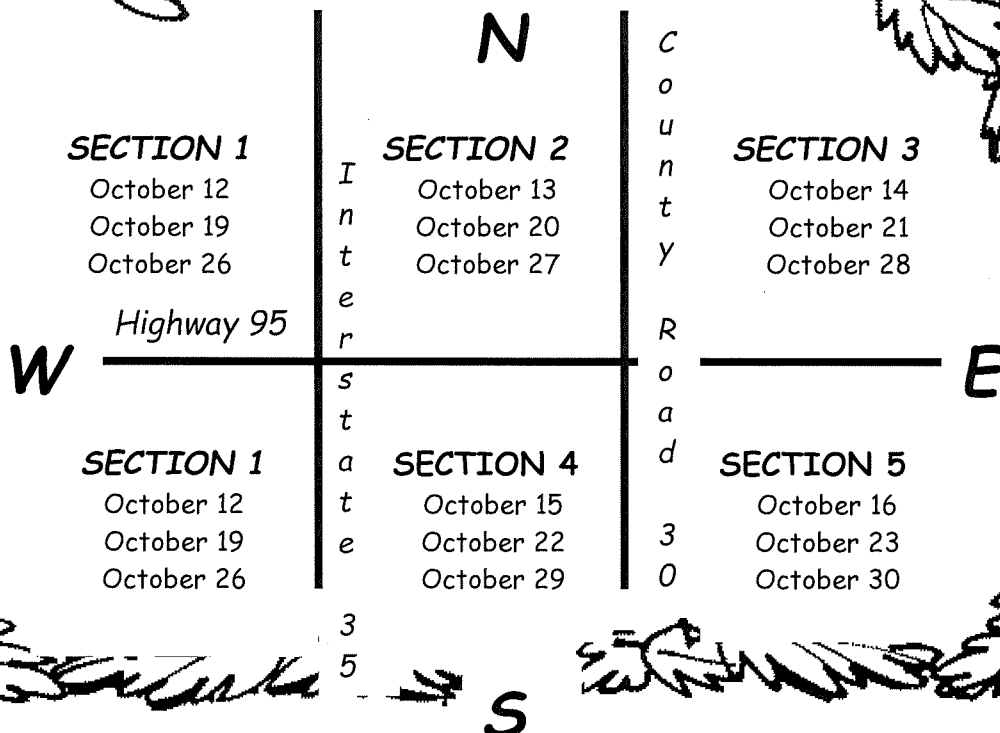 N
County Road 30
SECTION 1
October 12
October 19
October 26
Interstate 35
SECTION 2
October 13
October 20
October 27
SECTION 3
October 14
October 21
October 28
Highway 95
W
E
SECTION 1
October 12
October 19
October 26
SECTION 4
October 15
October 22
October 29
SECTION 5
October 16
October 23
October 30
S